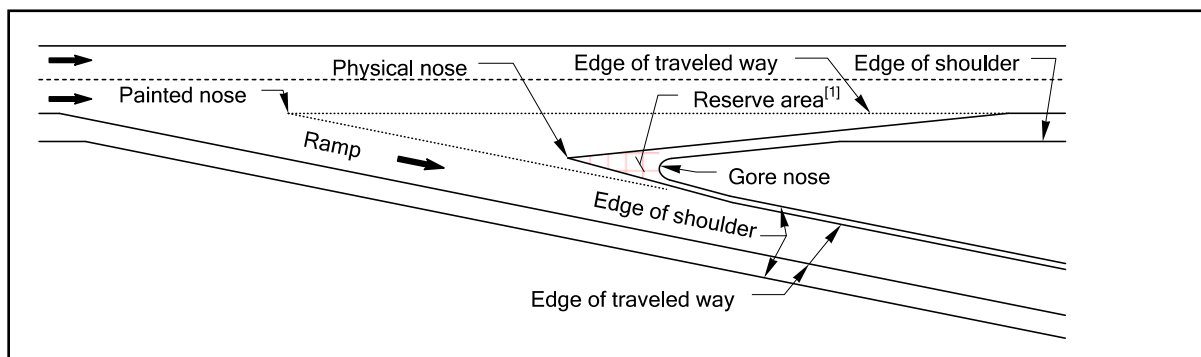 Edge of traveled way
Edge of shoulder
Physical nose
Painted nose
Reserve area[1]
Ramp
Gore nose
Edge of shoulder
Edge of traveled way